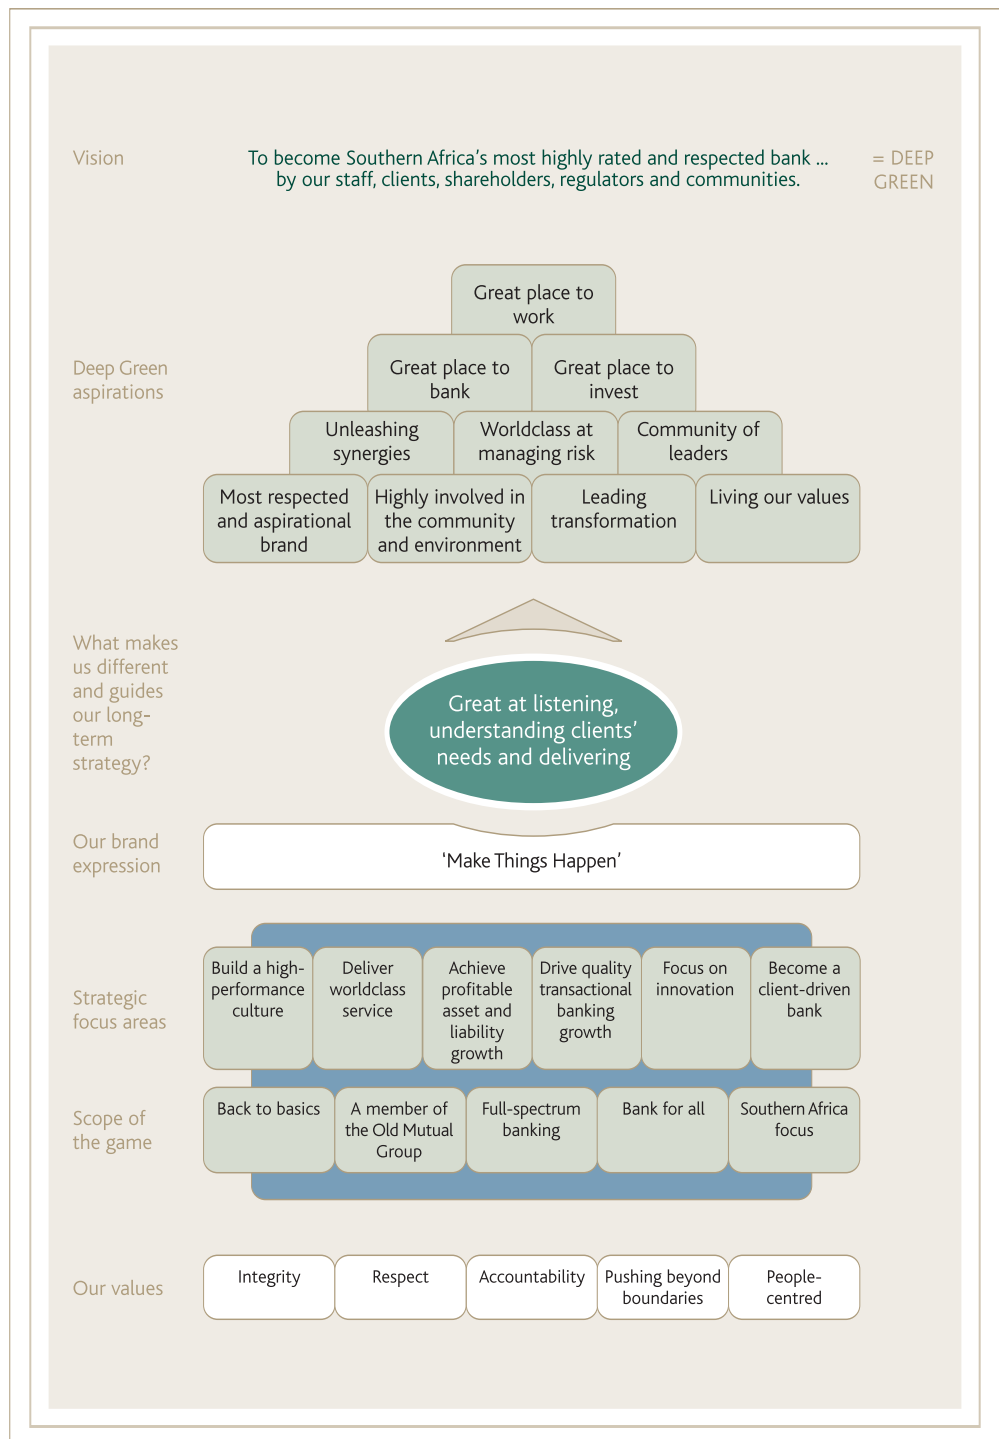 Vision
To become Southern Africa's most highly rated and respected bank ...
by our staff, clients, shareholders, regulators and communities.
= DEEP
GREEN
Deep Green
aspirations
Great place to
work
Great place to
bank
Great place to
invest
Unleashing
synergies
Worldclass at
managing risk
Community of
leaders
Most respected
and aspirational
brand
Highly involved in
the community
and environment
Leading
transformation
Living our values
What makes
us different
and guides
our long-
term
strategy?
Great at listening,
understanding clients'
needs and delivering
Our brand
expression
'Make Things Happen'
Strategic
focus areas
Build a high-
performance
culture
Deliver
worldclass
service
Achieve
profitable
asset and
liability
growth
Drive quality
transactional
banking
growth
Focus on
innovation
Become a
client-driven
bank
Scope of
the game
Back to basics
A member of
the Old Mutual
Group
Full-spectrum
banking
Bank for all
Southern Africa
focus
Our values
Integrity
Respect
Accountability
Pushing beyond
boundaries
People-
centred